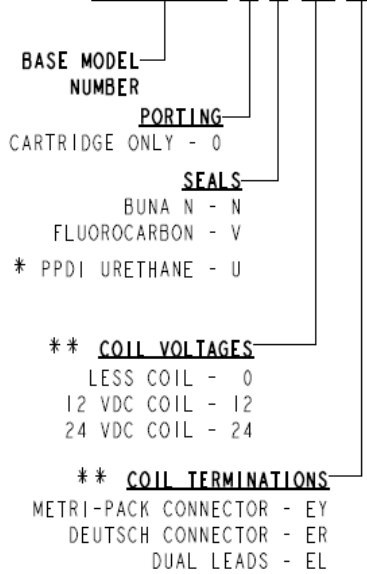 BASE MODEL
NUMBER
PORTING
CARTRIDGE ONLY - 0
SEALS
BUNA N - N
FLUOROCARBON - V
* PPDI URETHANE - U
** COIL VOLTAGES
LESS COIL - 0
12 VDC COIL - 12
24 VDC COIL - 24
** COIL TERMINATIONS
METRI-PACK CONNECTOR - EY
DEUTSCH CONNECTOR - ER
DUAL LEADS - EL